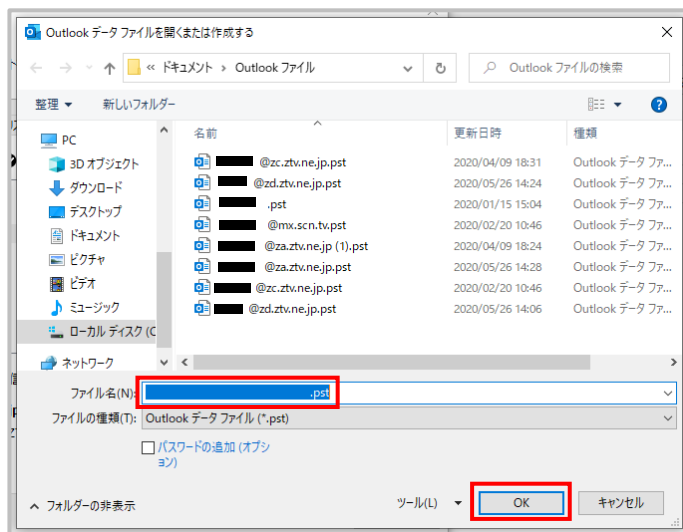 Outlook データ ファイルを開くまたは作成する
« ドキュメント › Outlook ファイル
Outlook ファイルの検索
整理 新しいフォルダー
名前 更新日時 種類
PC
3D オブジェクト
ダウンロード
デスクトップ
ドキュメント
ピクチャ
ビデオ
ミュージック
ローカル ディスク (C
ネットワーク
@zc.ztv.ne.jp.pst 2020/04/09 18:31 Outlook データ ファ...
@zd.ztv.ne.jp.pst 2020/05/26 14:24 Outlook データ ファ...
.pst 2020/01/15 15:04 Outlook データ ファ...
@mx.scn.tv.pst 2020/02/20 10:46 Outlook データ ファ...
@za.ztv.ne.jp (1).pst 2020/04/09 18:24 Outlook データ ファ...
@za.ztv.ne.jp.pst 2020/05/26 14:28 Outlook データ ファ...
@zc.ztv.ne.jp.pst 2020/02/20 10:46 Outlook データ ファ...
@zd.ztv.ne.jp.pst 2020/05/26 14:06 Outlook データ ファ...
ファイル名(N): .pst
ファイルの種類(T): Outlook データ ファイル (*.pst)
パスワードの追加 (オプシ
ョン)
フォルダーの非表示
ツール(L) OK キャンセル